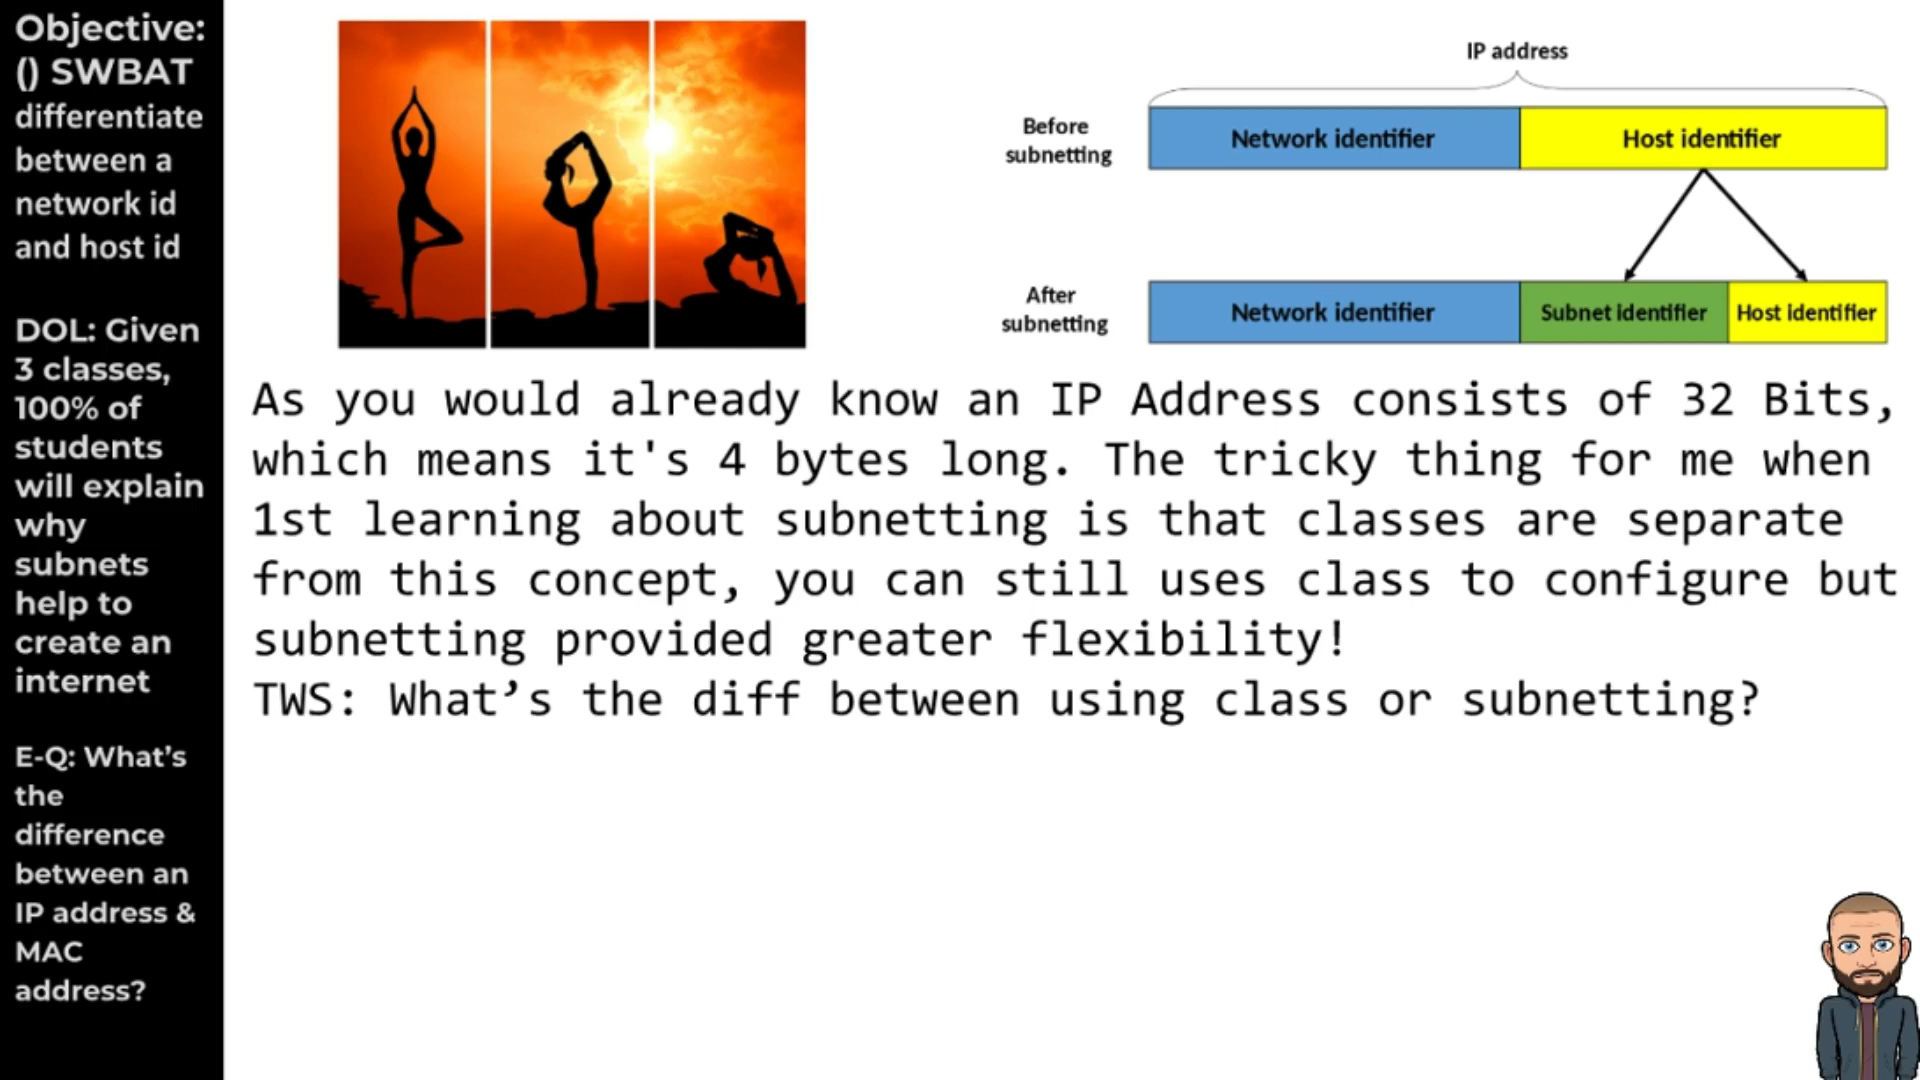 Objective:
() SWBAT
differentiate
between a
network id
and host id
DOL: Given
3 classes,
100% of
students
will explain
why
subnets
help to
create an
internet
E-Q: What’s
the
difference
between an
IP address &
MAC
address?
IP address
Before
subnetting
Network identifier
Host identifier
After
subnetting
Network identifier
Subnet identifier
Host identifier
As you would already know an IP Address consists of 32 Bits,
which means it's 4 bytes long. The tricky thing for me when
1st learning about subnetting is that classes are separate
from this concept, you can still uses class to configure but
subnetting provided greater flexibility!
TWS: What’s the diff between using class or subnetting?